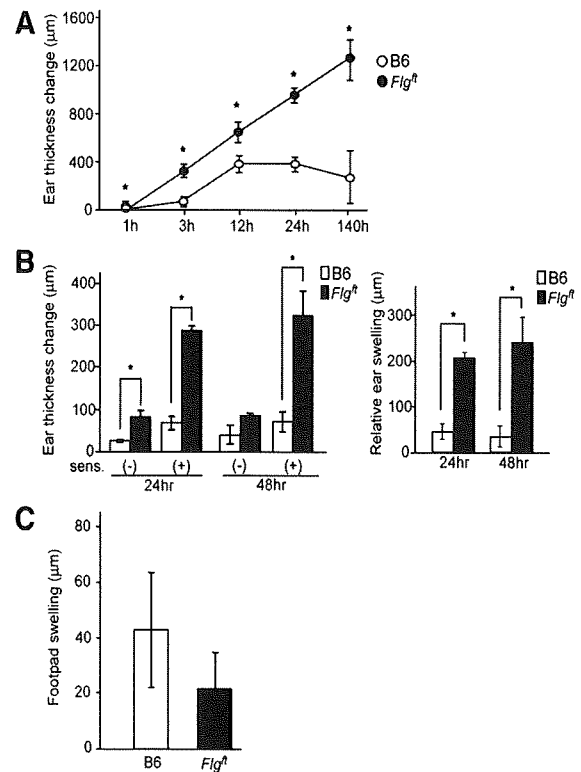 A
Ear thickness change (μm)
1600
1200
800
400
0
* * * * *
B6
Flg^ft
1h 3h 12h 24h 140h
B
Ear thickness change (μm)
400
300
200
100
0
* * *
B6
Flg^ft
sens. (-) (+) (-) (+)
24hr 48hr
Relative ear swelling (μm)
300
200
100
0
* *
B6
Flg^ft
24hr 48hr
C
Footpad swelling (μm)
80
60
40
20
0
B6 Flg^ft